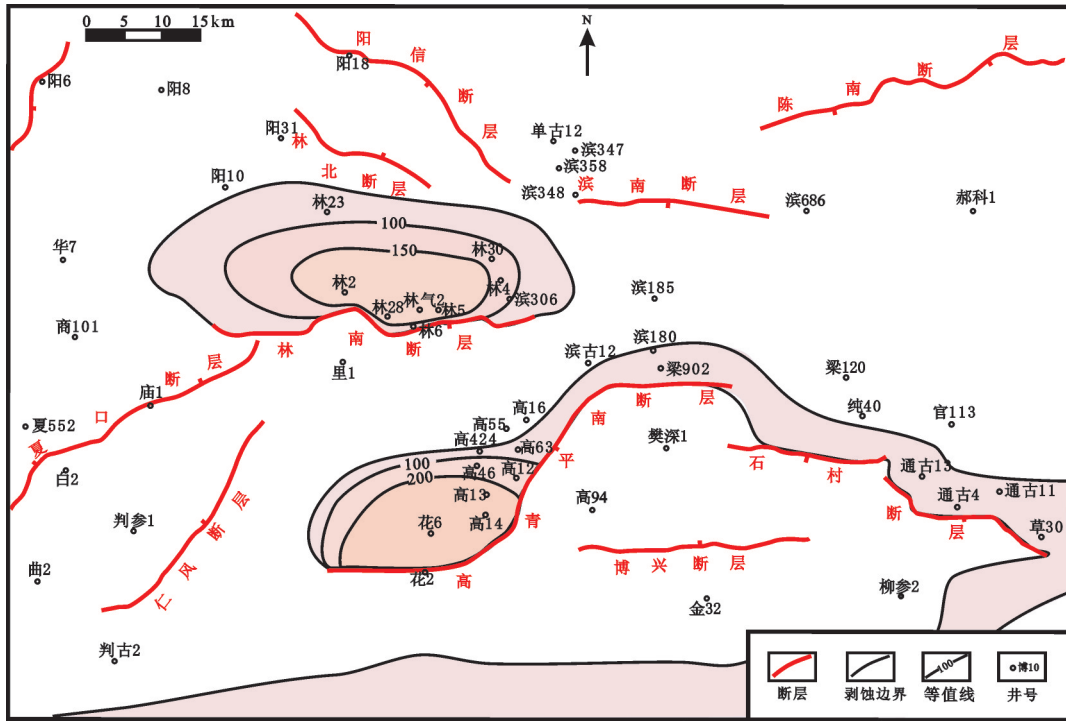 0 5 10 15km
N
阳信断层
阳18
陈南断层
阳6
阳8
阳31
林北断层
单古12
滨347
滨358
滨348
滨南断层
滨686
郝科1
阳10
林23
100
华7
150
林30
林2
林4
林28
林气2
林5
滨306
滨185
林6
商101
林南断层
里1
滨古12
滨180
梁902
梁120
夏口断层
庙1
高16
纯40
官113
夏552
高55
高424
高63
樊深1
100
200
高46
高12
石村断层
通古13
白2
高13
高94
通古4
通古11
判参1
花6
高14
高青平南断层
草30
仁风断层
博兴断层
曲2
花2
金32
柳参2
判古2
100
博10
断层
剥蚀边界
等值线
井号